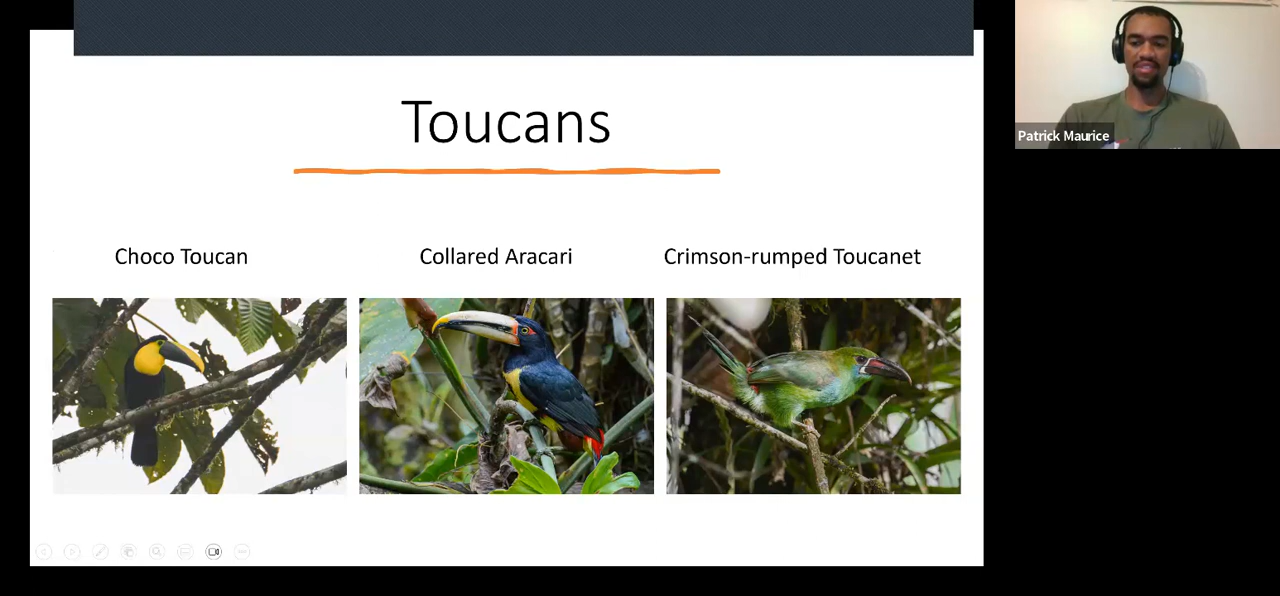 Toucans
Patrick Maurice
Choco Toucan
Collared Aracari
Crimson-rumped Toucanet